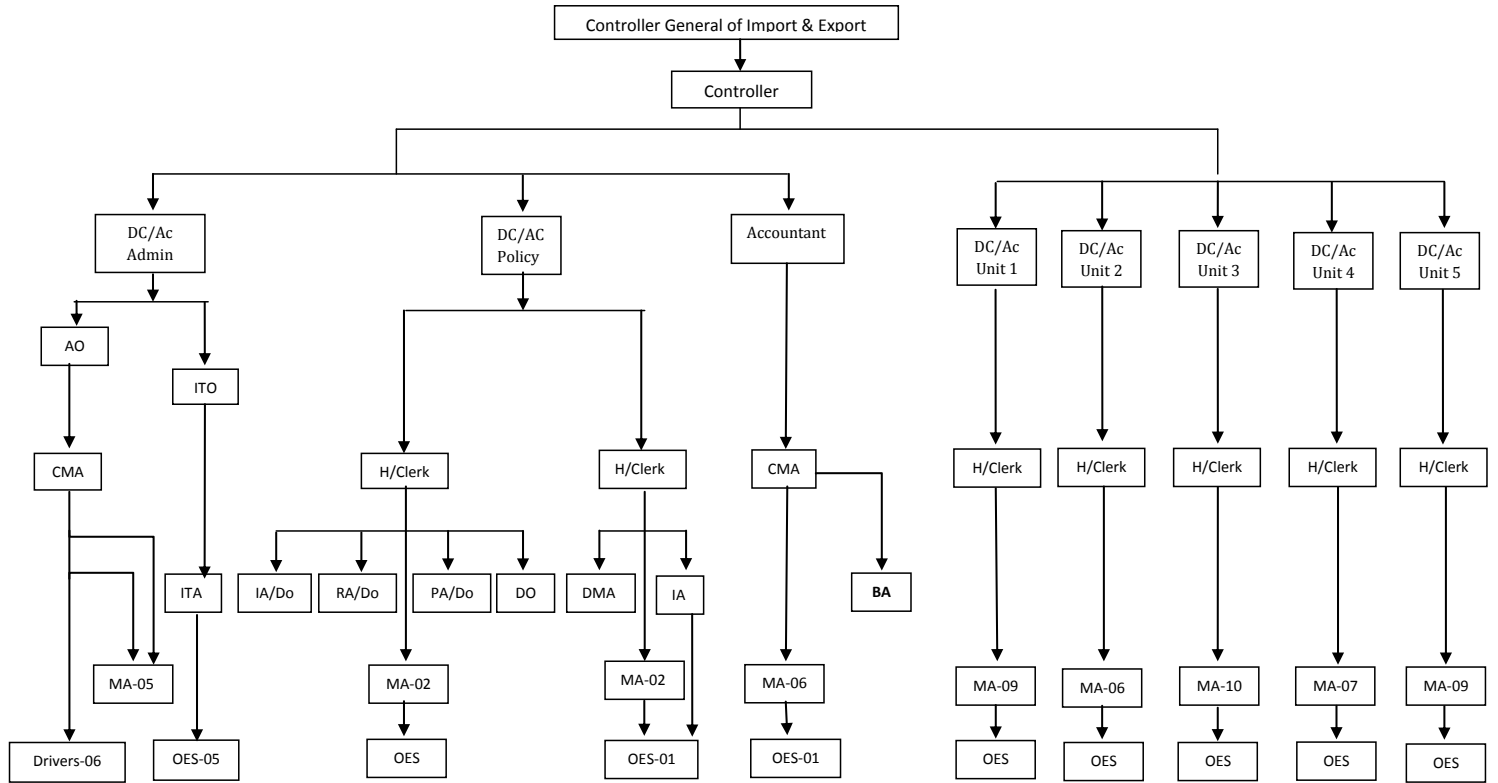 Controller General of Import & Export
Controller
DC/Ac
Admin
DC/AC
Policy
Accountant
DC/Ac
Unit 1
DC/Ac
Unit 2
DC/Ac
Unit 3
DC/Ac
Unit 4
DC/Ac
Unit 5
AO
ITO
CMA
H/Clerk
H/Clerk
CMA
H/Clerk
H/Clerk
H/Clerk
H/Clerk
H/Clerk
ITA
IA/Do
RA/Do
PA/Do
DO
DMA
IA
BA
MA-05
MA-02
MA-02
MA-06
MA-09
MA-06
MA-10
MA-07
MA-09
Drivers-06
OES-05
OES
OES-01
OES-01
OES
OES
OES
OES
OES